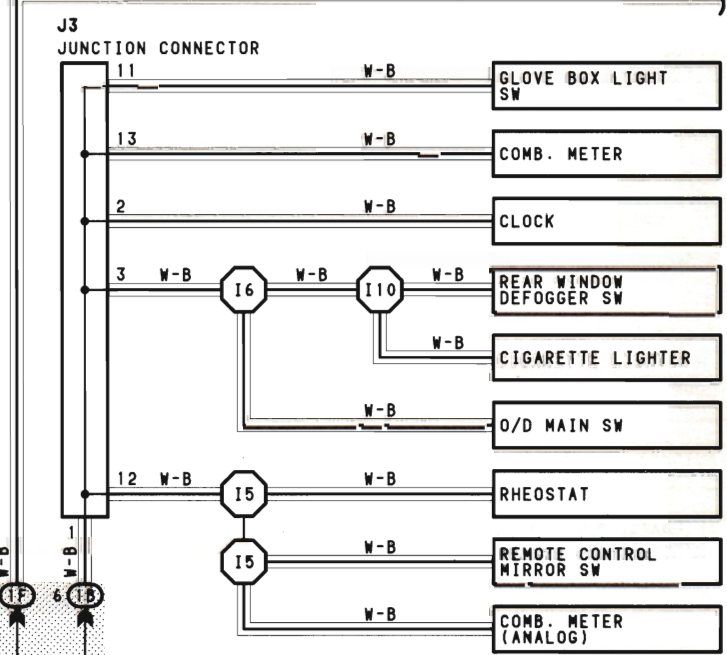 J3
JUNCTION CONNECTOR
11 W-B GLOVE BOX LIGHT
SW
13 W-B COMB. METER
2 W-B CLOCK
3 W-B I6 W-B I10 W-B REAR WINDOW
DEFOGGER SW
W-B CIGARETTE LIGHTER
W-B O/D MAIN SW
12 W-B I5 W-B RHEOSTAT
1
W-B W-B I5 W-B REMOTE CONTROL
MIRROR SW
1F 6 1B
W-B COMB. METER
(ANALOG)